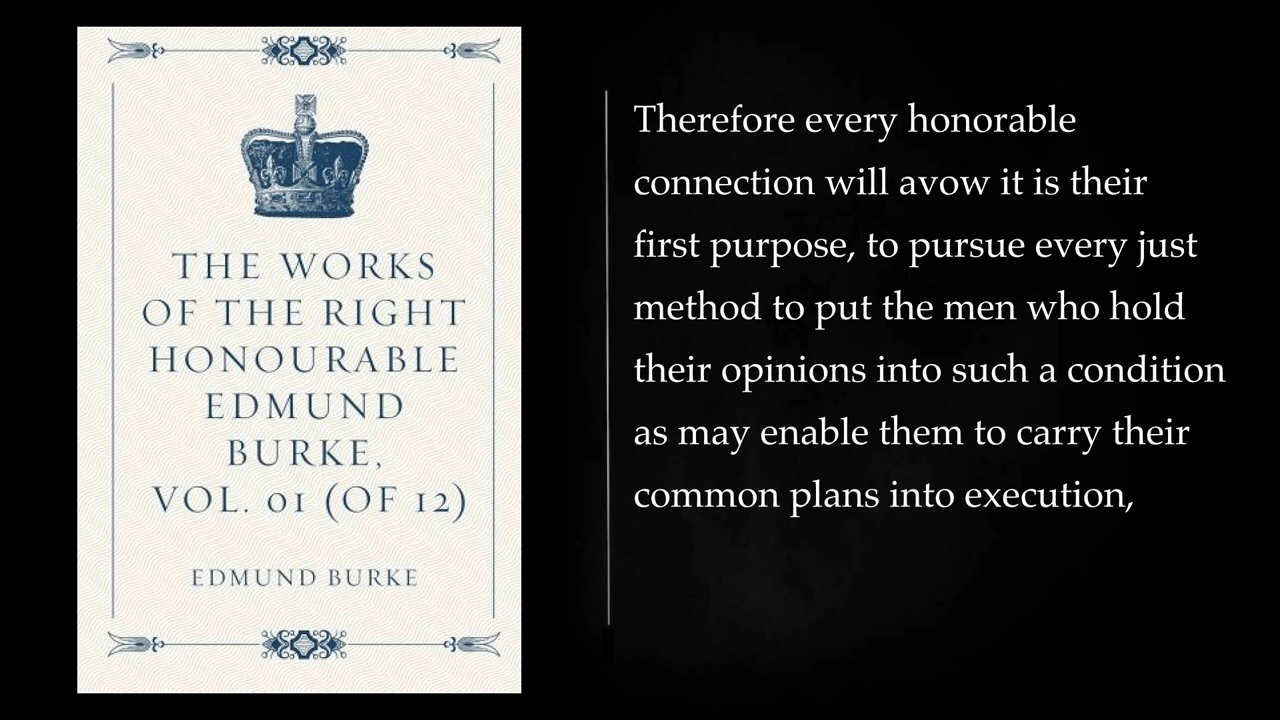 THE WORKS
OF THE RIGHT
HONOURABLE
EDMUND
BURKE,
VOL. 01 (OF 12)
EDMUND BURKE
Therefore every honorable
connection will avow it is their
first purpose, to pursue every just
method to put the men who hold
their opinions into such a condition
as may enable them to carry their
common plans into execution,